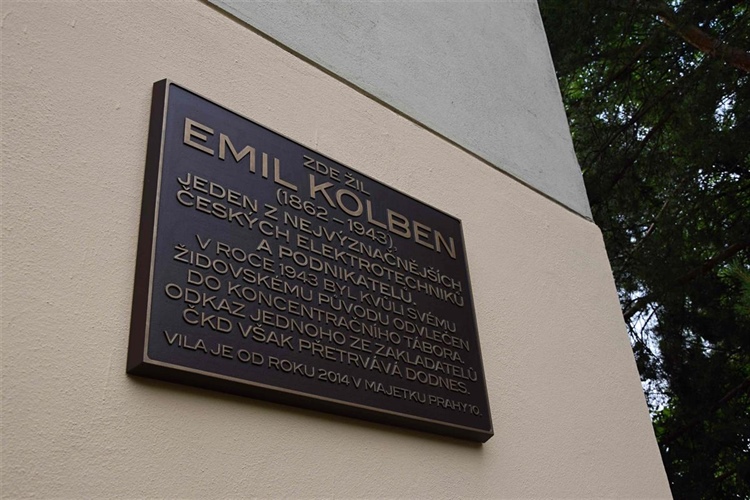 ZDE ŽIL
EMIL KOLBEN
(1862 – 1943),
JEDEN Z NEJVÝZNAČNĚJŠÍCH
ČESKÝCH ELEKTROTECHNIKŮ
A PODNIKATELŮ.
V ROCE 1943 BYL KVŮLI SVÉMU
ŽIDOVSKÉMU PŮVODU ODVLEČEN
DO KONCENTRAČNÍHO TÁBORA.
ODKAZ JEDNOHO ZE ZAKLADATELŮ
ČKD VŠAK PŘETRVÁVÁ DODNES.
VILA JE OD ROKU 2014 V MAJETKU PRAHY 10.